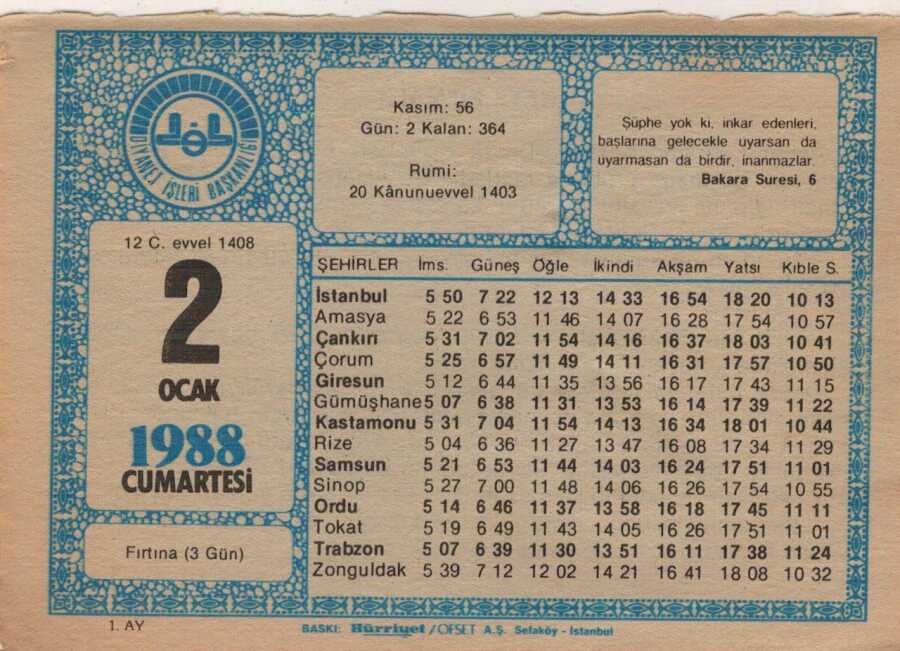 DİYANET İŞLERİ BAŞKANLIĞI
Kasım: 56
Gün: 2 Kalan: 364
Rumi:
20 Kânunuevvel 1403
Şüphe yok ki, inkar edenleri,
başlarına gelecekle uyarsan da
uyarmasan da birdir, inanmazlar.
Bakara Suresi, 6
12 C. evvel 1408
2
OCAK
1988
CUMARTESİ
Fırtına (3 Gün)
ŞEHİRLER İms. Güneş Öğle İkindi Akşam Yatsı Kıble S.
İstanbul 5 50 7 22 12 13 14 33 16 54 18 20 10 13
Amasya 5 22 6 53 11 46 14 07 16 28 17 54 10 57
Çankırı 5 31 7 02 11 54 14 16 16 37 18 03 10 41
Çorum 5 25 6 57 11 49 14 11 16 31 17 57 10 50
Giresun 5 12 6 44 11 35 13 56 16 17 17 43 11 15
Gümüşhane 5 07 6 38 11 31 13 53 16 14 17 39 11 22
Kastamonu 5 31 7 04 11 54 14 13 16 34 18 01 10 44
Rize 5 04 6 36 11 27 13 47 16 08 17 34 11 29
Samsun 5 21 6 53 11 44 14 03 16 24 17 51 11 01
Sinop 5 27 7 00 11 48 14 06 16 26 17 54 10 55
Ordu 5 14 6 46 11 37 13 58 16 18 17 45 11 11
Tokat 5 19 6 49 11 43 14 05 16 26 17 51 11 01
Trabzon 5 07 6 39 11 30 13 51 16 11 17 38 11 24
Zonguldak 5 39 7 12 12 02 14 21 16 41 18 08 10 32
1. AY
BASKI: Hürriyet/OFSET A.Ş. Sefaköy - İstanbul